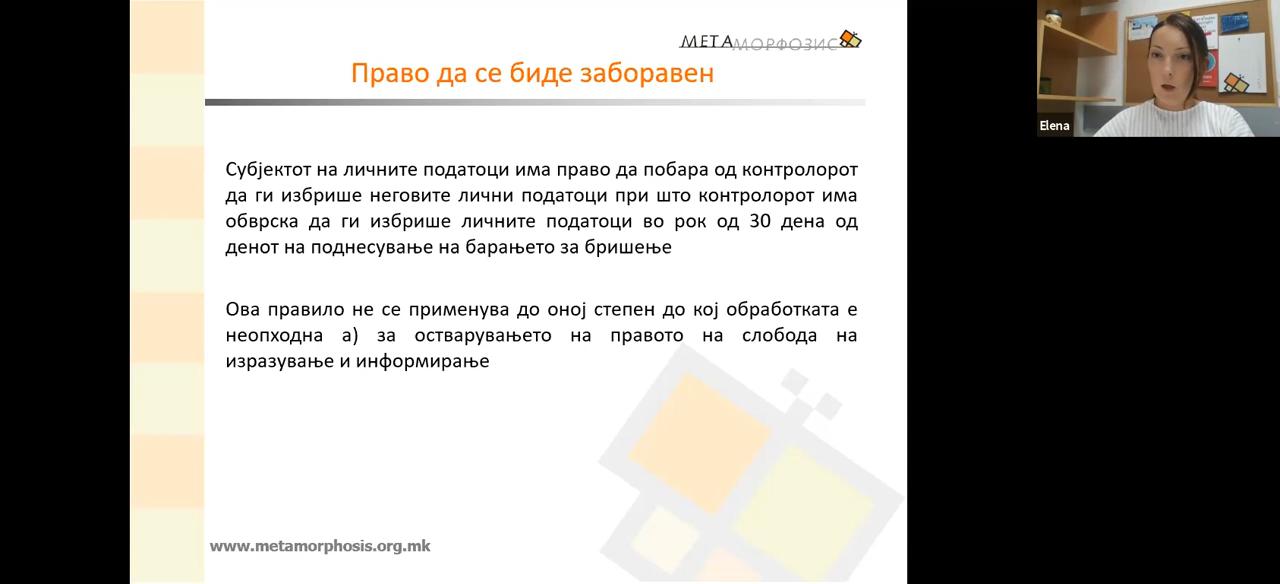 МЕТАМОРФОЗИС
Право да се биде заборавен
Субјектот на личните податоци има право да побара од контролорот
да ги избрише неговите лични податоци при што контролорот има
обврска да ги избрише личните податоци во рок од 30 дена од
денот на поднесување на барањето за бришење
Ова правило не се применува до оној степен до кој обработката е
неопходна а) за остварувањето на правото на слобода на
изразување и информирање
www.metamorphosis.org.mk
Elena